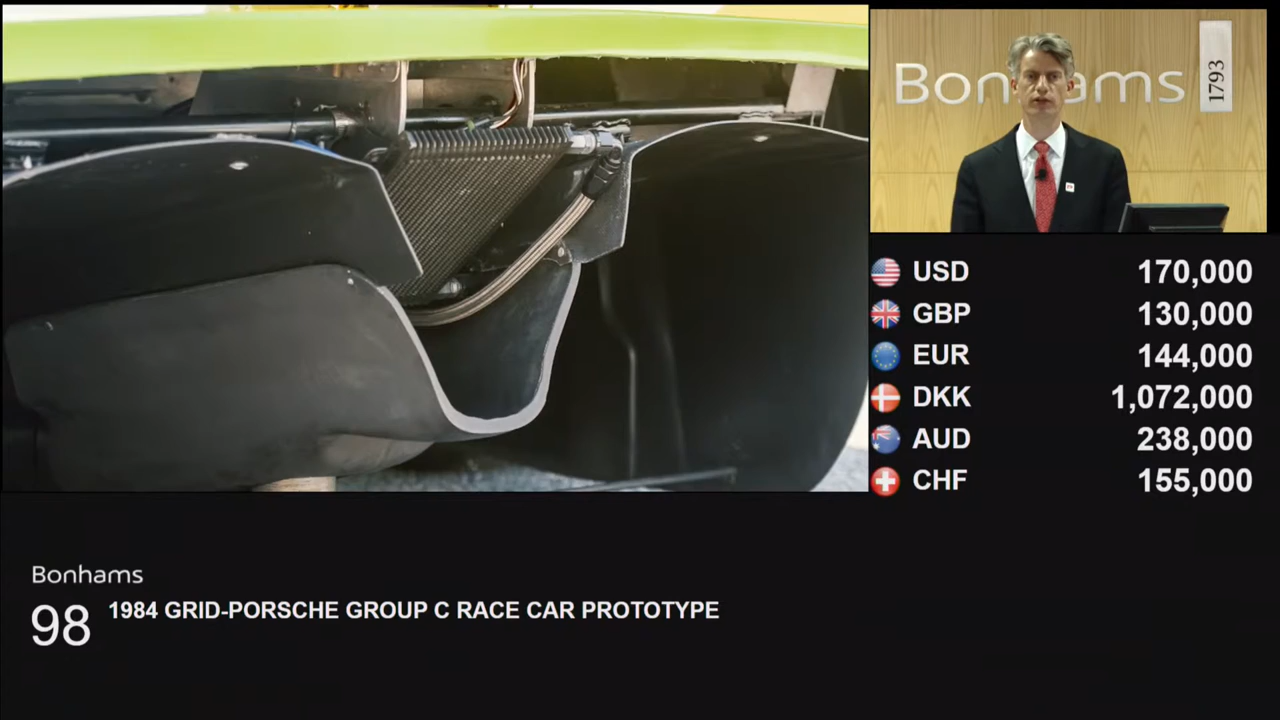 Bonhams
1793
USD 170,000
GBP 130,000
EUR 144,000
DKK 1,072,000
AUD 238,000
CHF 155,000
Bonhams
98 1984 GRID-PORSCHE GROUP C RACE CAR PROTOTYPE